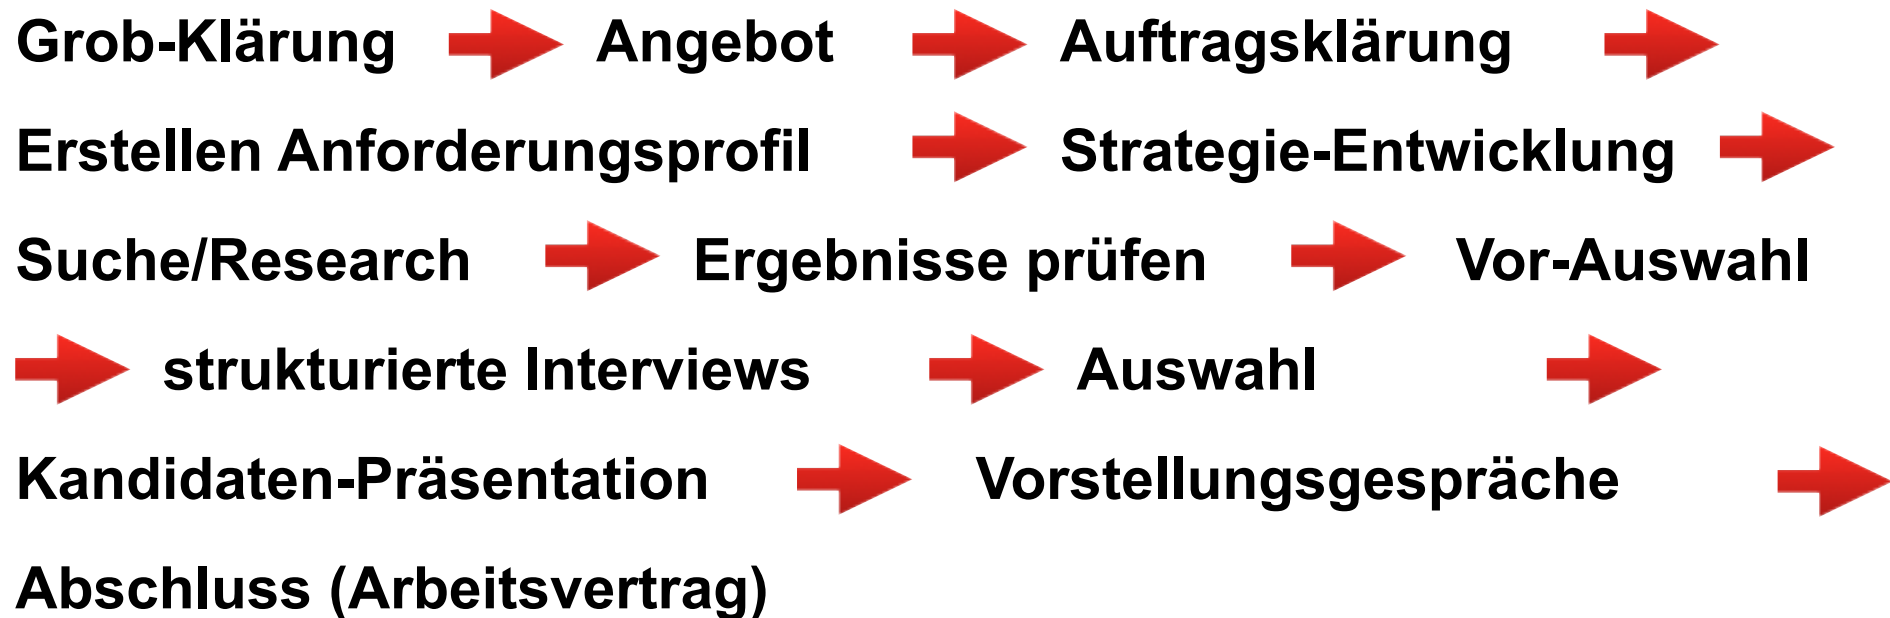 Grob-Klärung Angebot Auftragsklärung
Erstellen Anforderungsprofil Strategie-Entwicklung
Suche/Research Ergebnisse prüfen Vor-Auswahl
strukturierte Interviews Auswahl
Kandidaten-Präsentation Vorstellungsgespräche
Abschluss (Arbeitsvertrag)